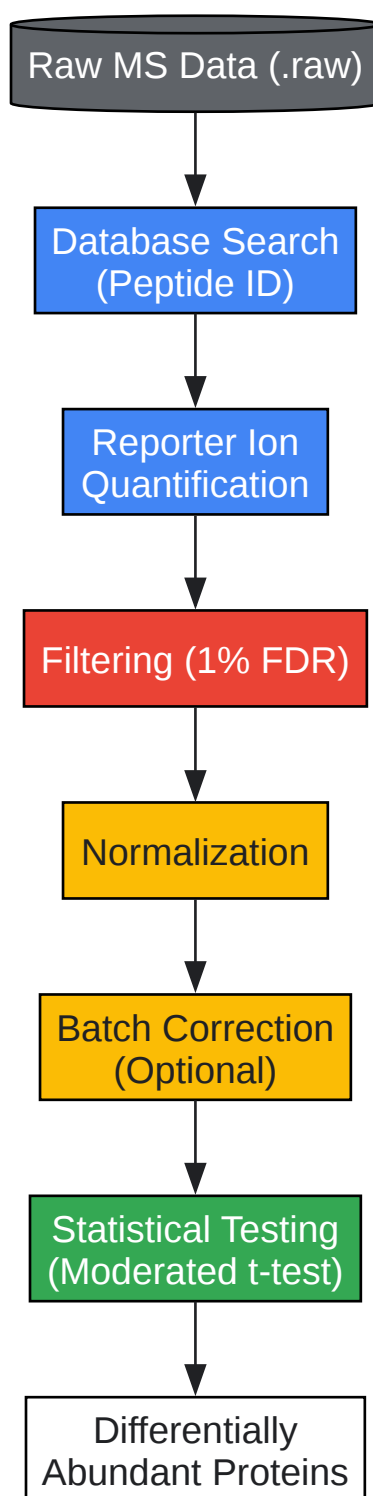 Raw MS Data (.raw)
Database Search
(Peptide ID)
Reporter Ion
Quantification
Filtering (1% FDR)
Normalization
Batch Correction
(Optional)
Statistical Testing
(Moderated t-test)
Differentially
Abundant Proteins